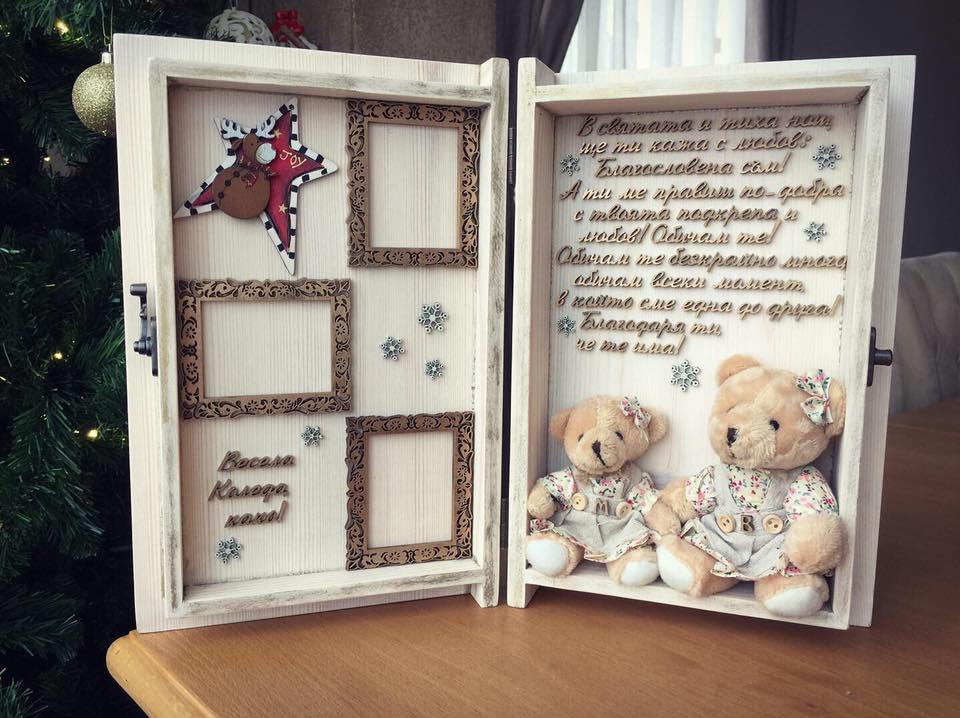 JOY
Весела
Коледа
како!
В святата и тиха нощ
ще ти кажа с любов:
Благословена съм!
А ти ме правиш по-добра
с твоята подкрепа и
любов! Обичам те!
Обичам те безкрайно много
обичам всеки момент,
в който сме една до друга!
Благодаря ти
че те има!
M
R